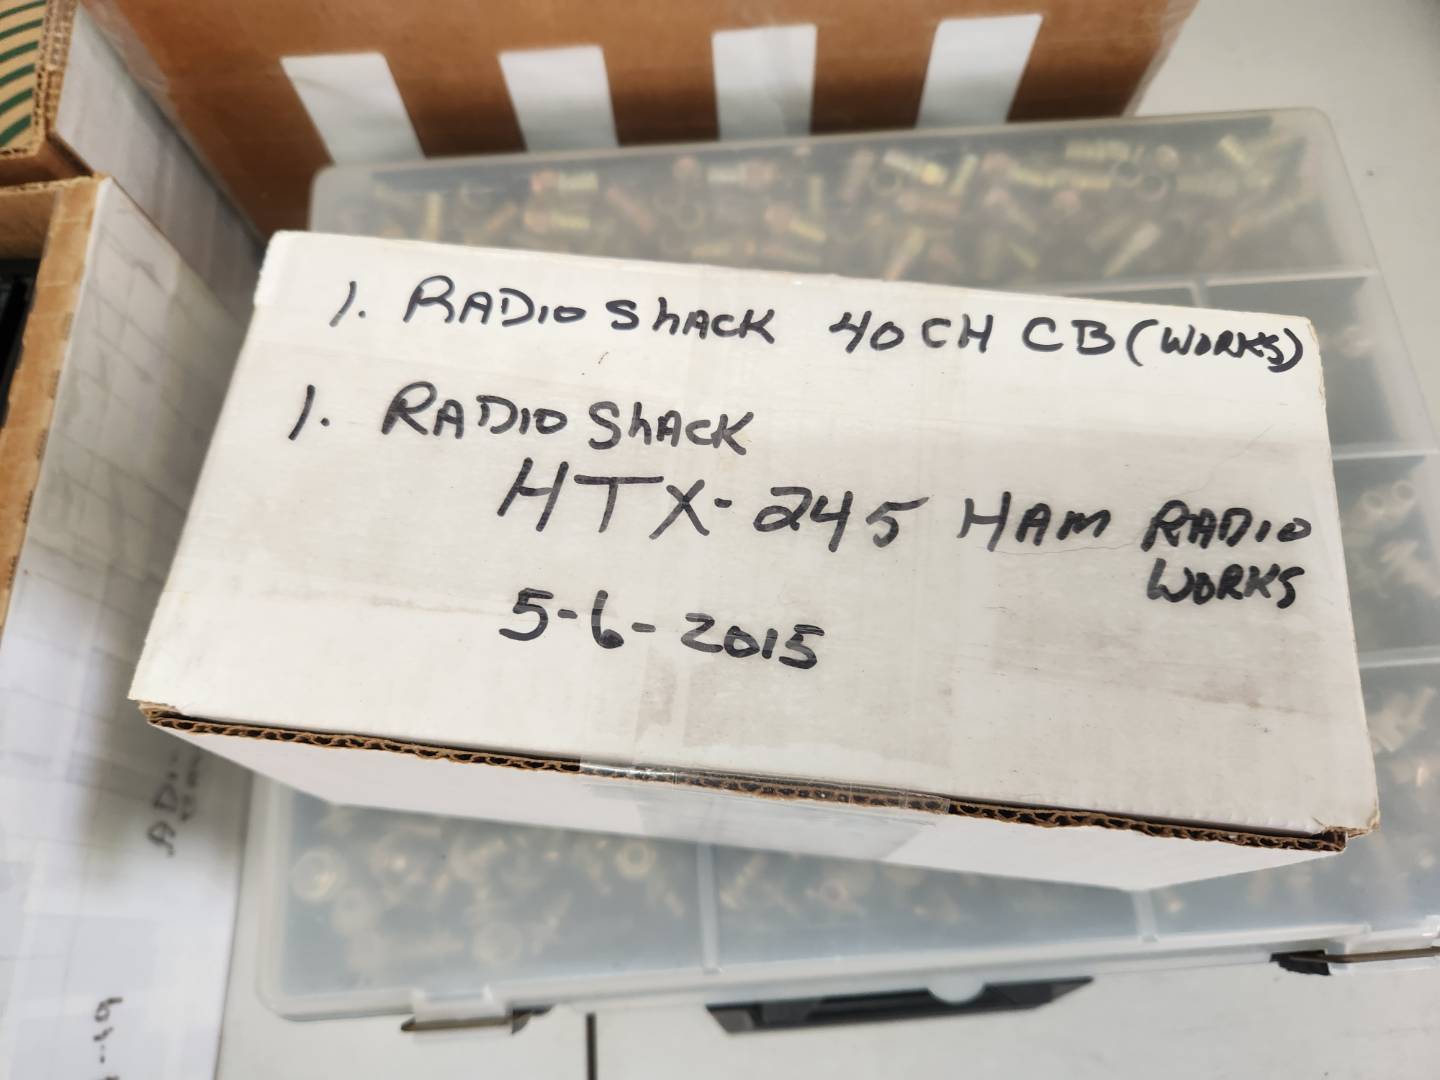 1. RADIO ShACK 40 CH CB (WORKS)
1. RADIO ShACK
HTX-245 HAM RADIO
WORKS
5-6-2015